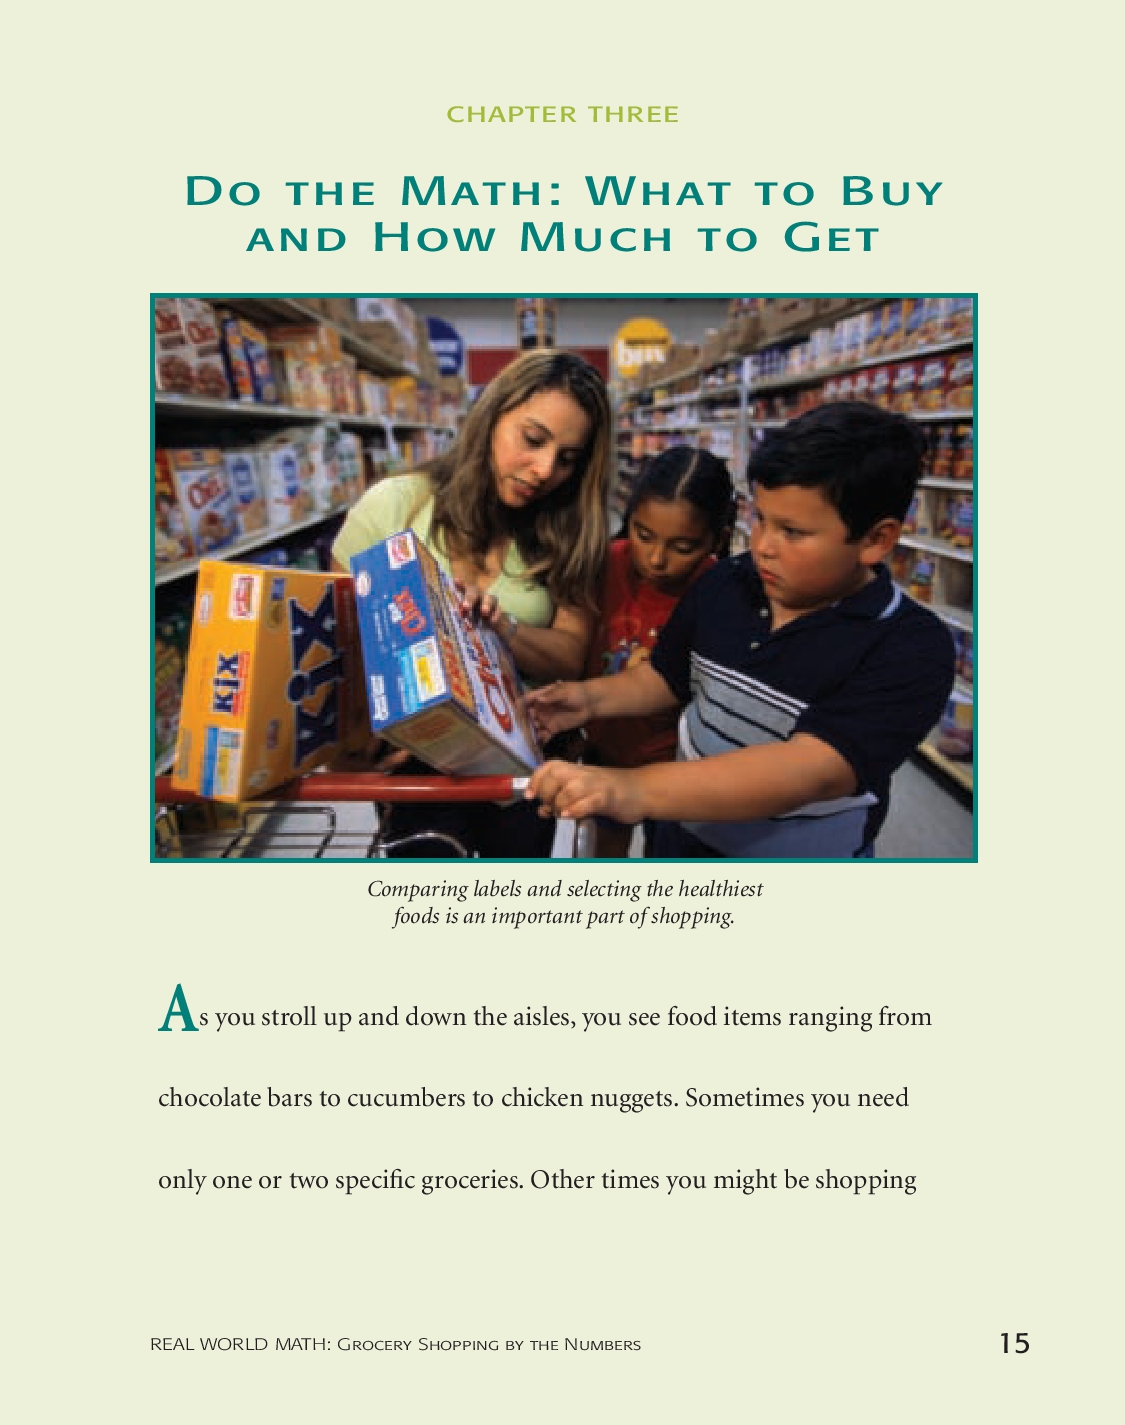 CHAPTER THREE
Do the Math: What to Buy
and How Much to Get
Kix
Kix
Comparing labels and selecting the healthiest
foods is an important part of shopping.
As you stroll up and down the aisles, you see food items ranging from
chocolate bars to cucumbers to chicken nuggets. Sometimes you need
only one or two specific groceries. Other times you might be shopping
REAL WORLD MATH: Grocery Shopping by the Numbers
15